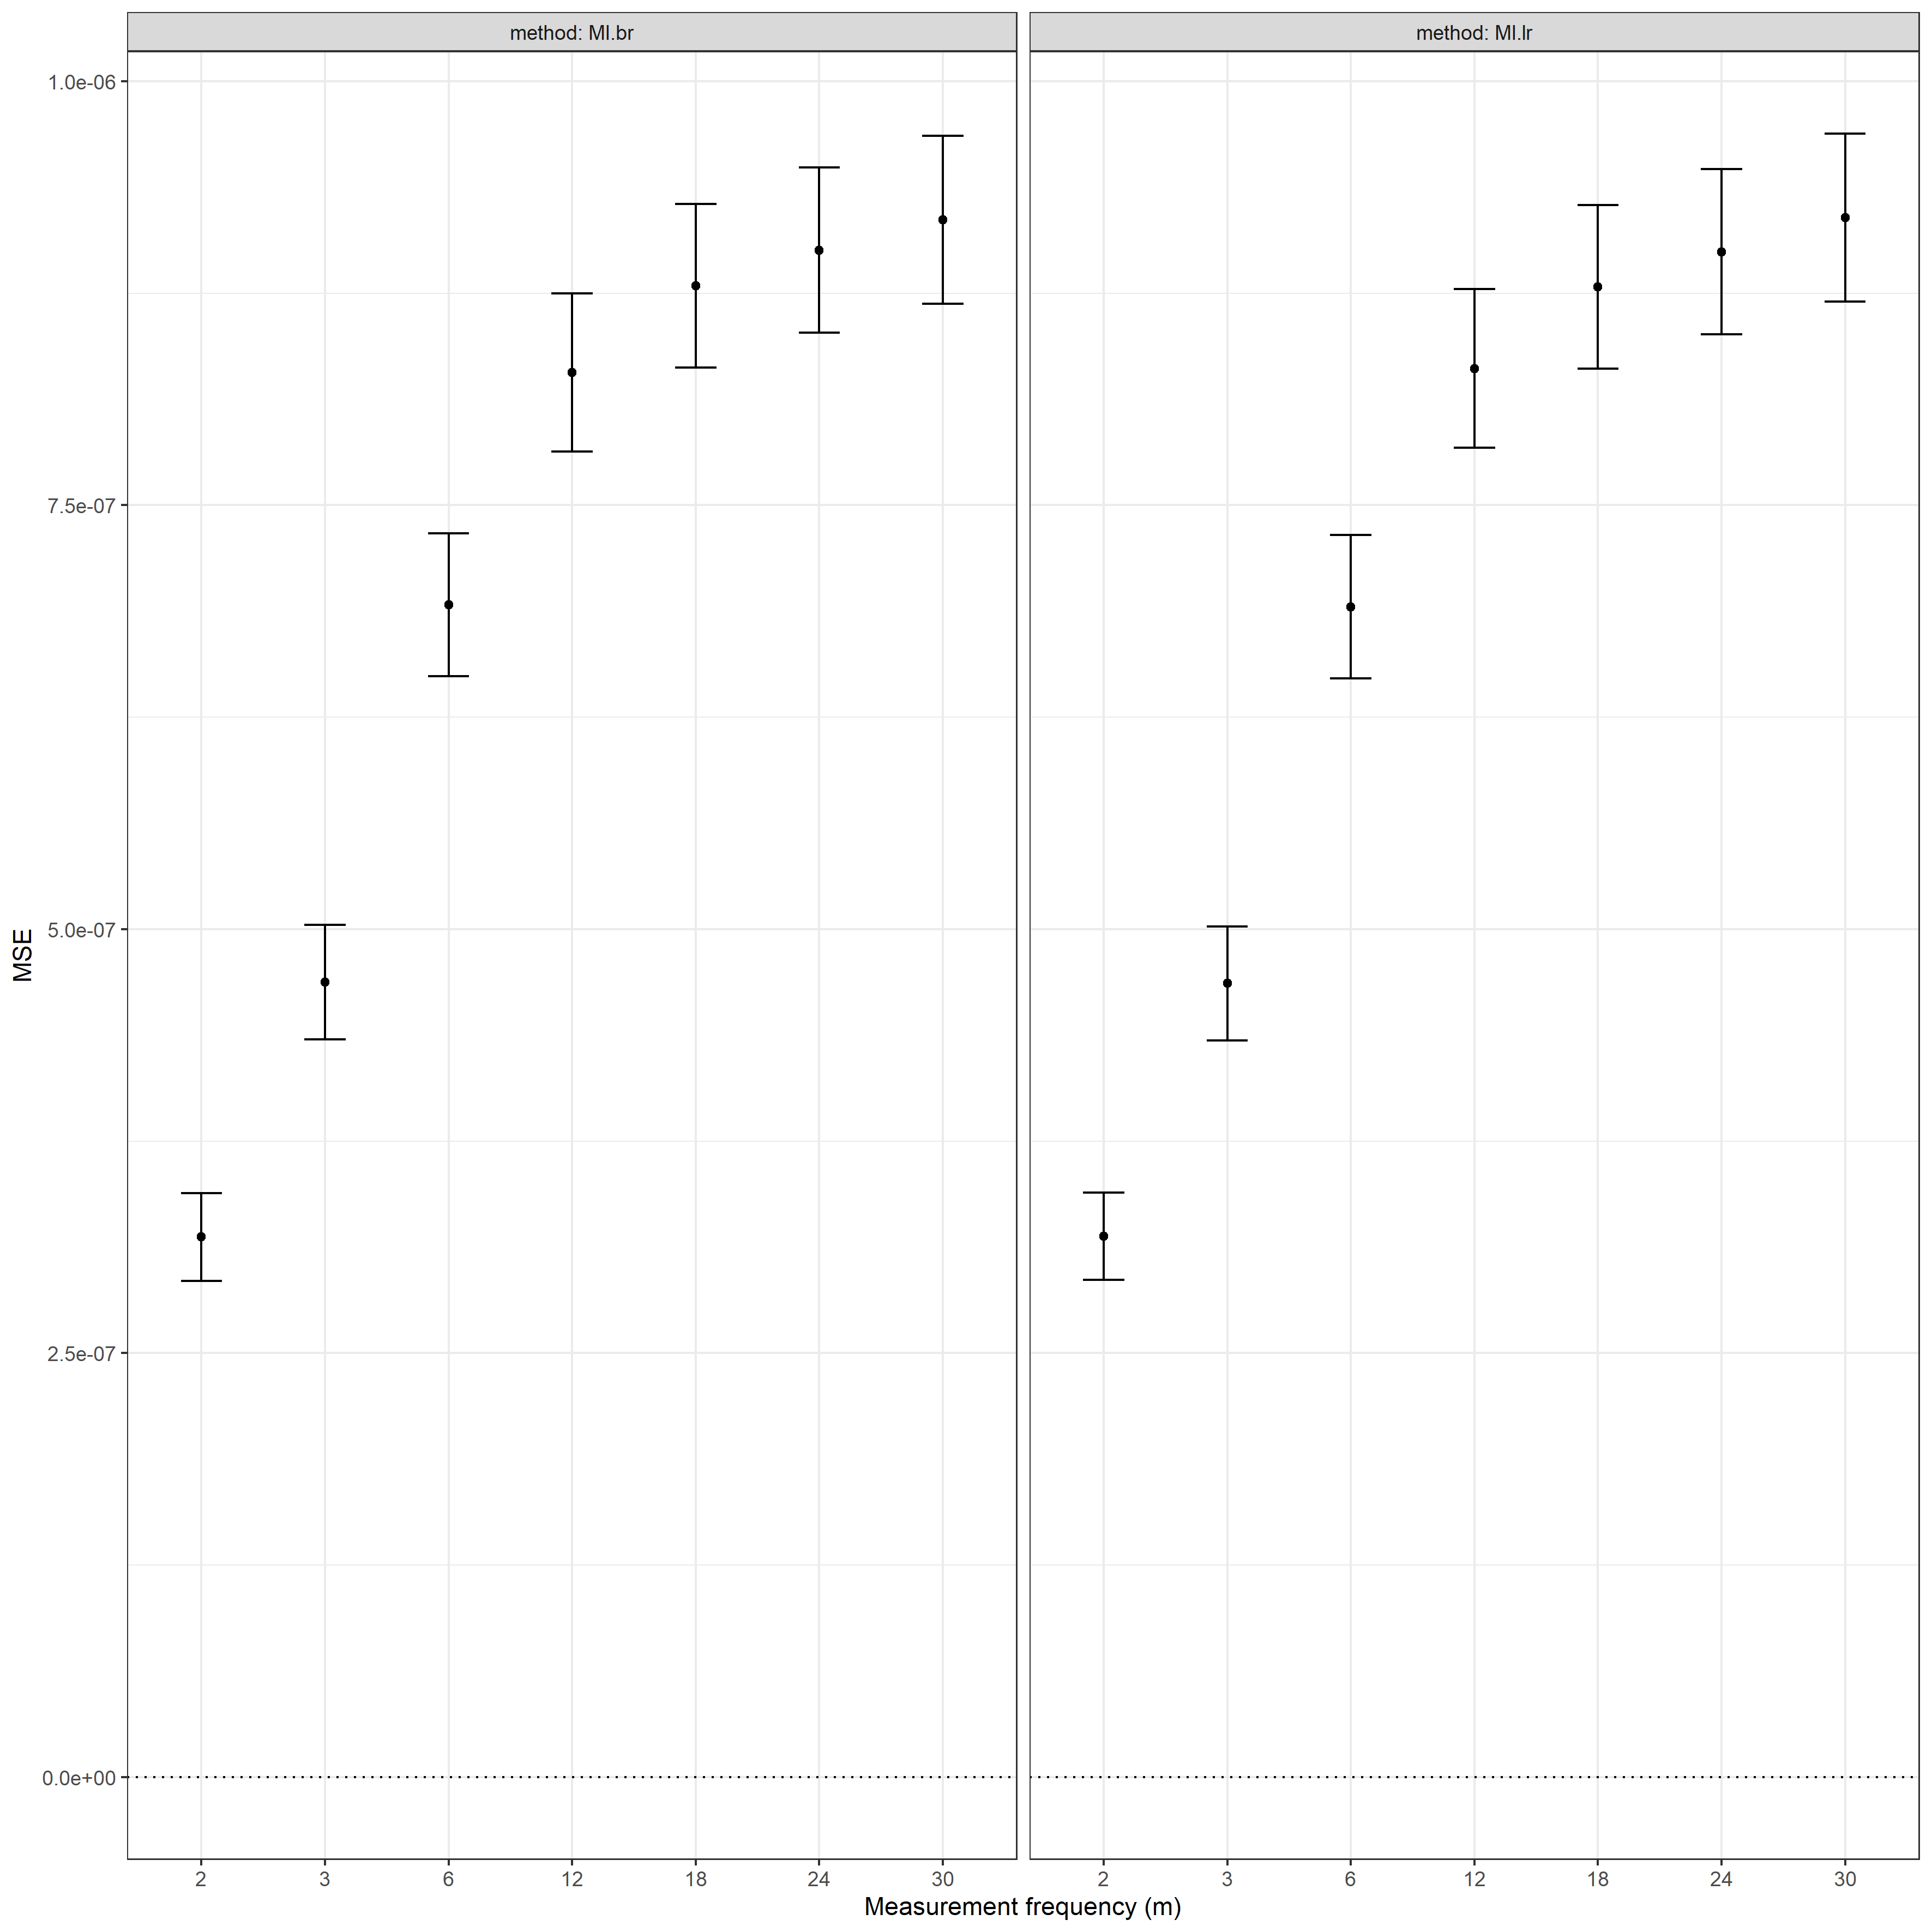 method: MI.br
method: MI.lr
MSE
1.0e-06
7.5e-07
5.0e-07
2.5e-07
0.0e+00
2 3 6 12 18 24 30
2 3 6 12 18 24 30
Measurement frequency (m)